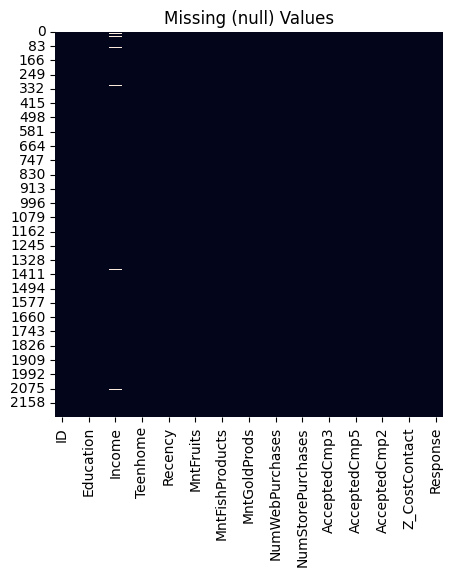 Missing (null) Values
0
83
166
249
332
415
498
581
664
747
830
913
996
1079
1162
1245
1328
1411
1494
1577
1660
1743
1826
1909
1992
2075
2158
ID
Education
Income
Teenhome
Recency
MntFruits
MntFishProducts
MntGoldProds
NumWebPurchases
NumStorePurchases
AcceptedCmp3
AcceptedCmp5
AcceptedCmp2
Z_CostContact
Response